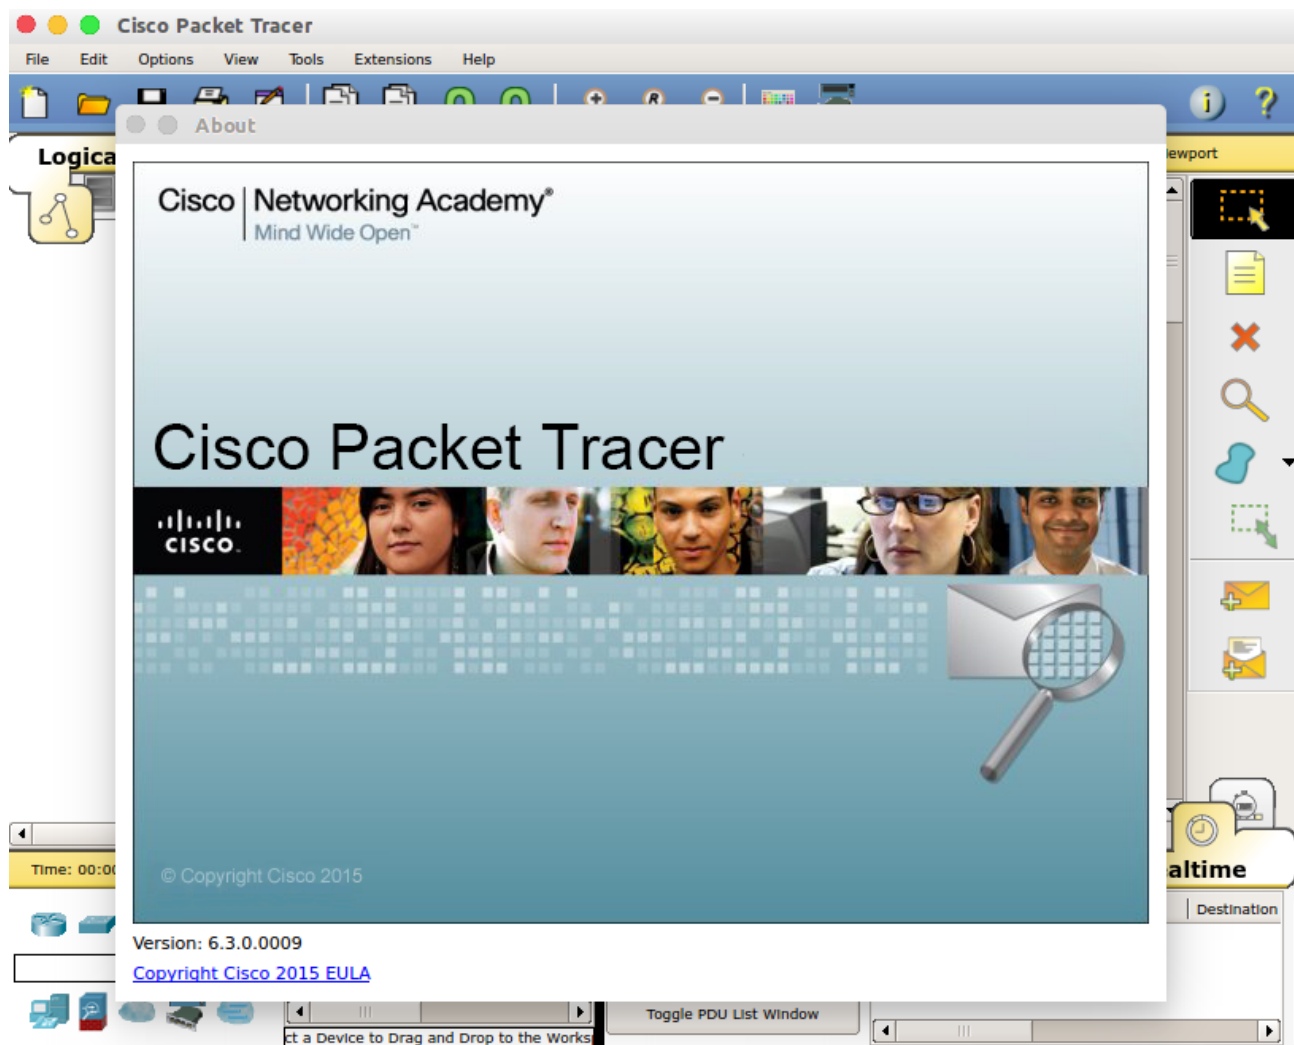 Cisco Packet Tracer
File Edit Options View Tools Extensions Help
R
i ?
About
Logica
ewport
Cisco Networking Academy®
Mind Wide Open™
Cisco Packet Tracer
CISCO.
© Copyright Cisco 2015
Time: 00:00
altime
Destination
Version: 6.3.0.0009
Copyright Cisco 2015 EULA
Toggle PDU List Window
ct a Device to Drag and Drop to the Works